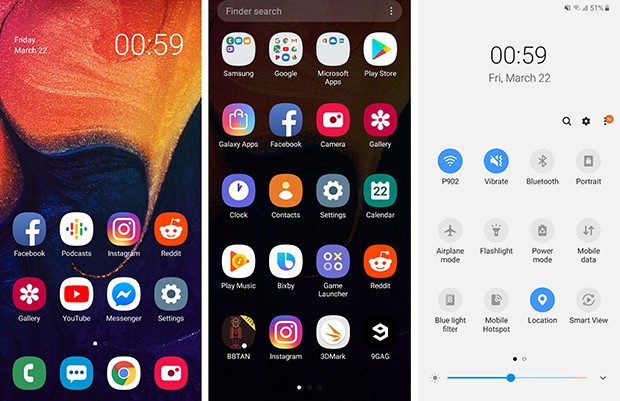 Friday
March 22
00:59
Facebook Podcasts Instagram Reddit
Gallery YouTube Messenger Settings
Finder search
Samsung Google Microsoft Apps Play Store
Galaxy Apps Facebook Camera Gallery
Clock Contacts Settings 22 Calendar
Play Music Bixby Game Launcher Reddit
BBTAN Instagram 3DMark 9GAG
51%
00:59
Fri, March 22
N
P902 Vibrate Bluetooth Portrait
Airplane mode Flashlight Power mode Mobile data
Blue light filter Mobile Hotspot Location Smart View